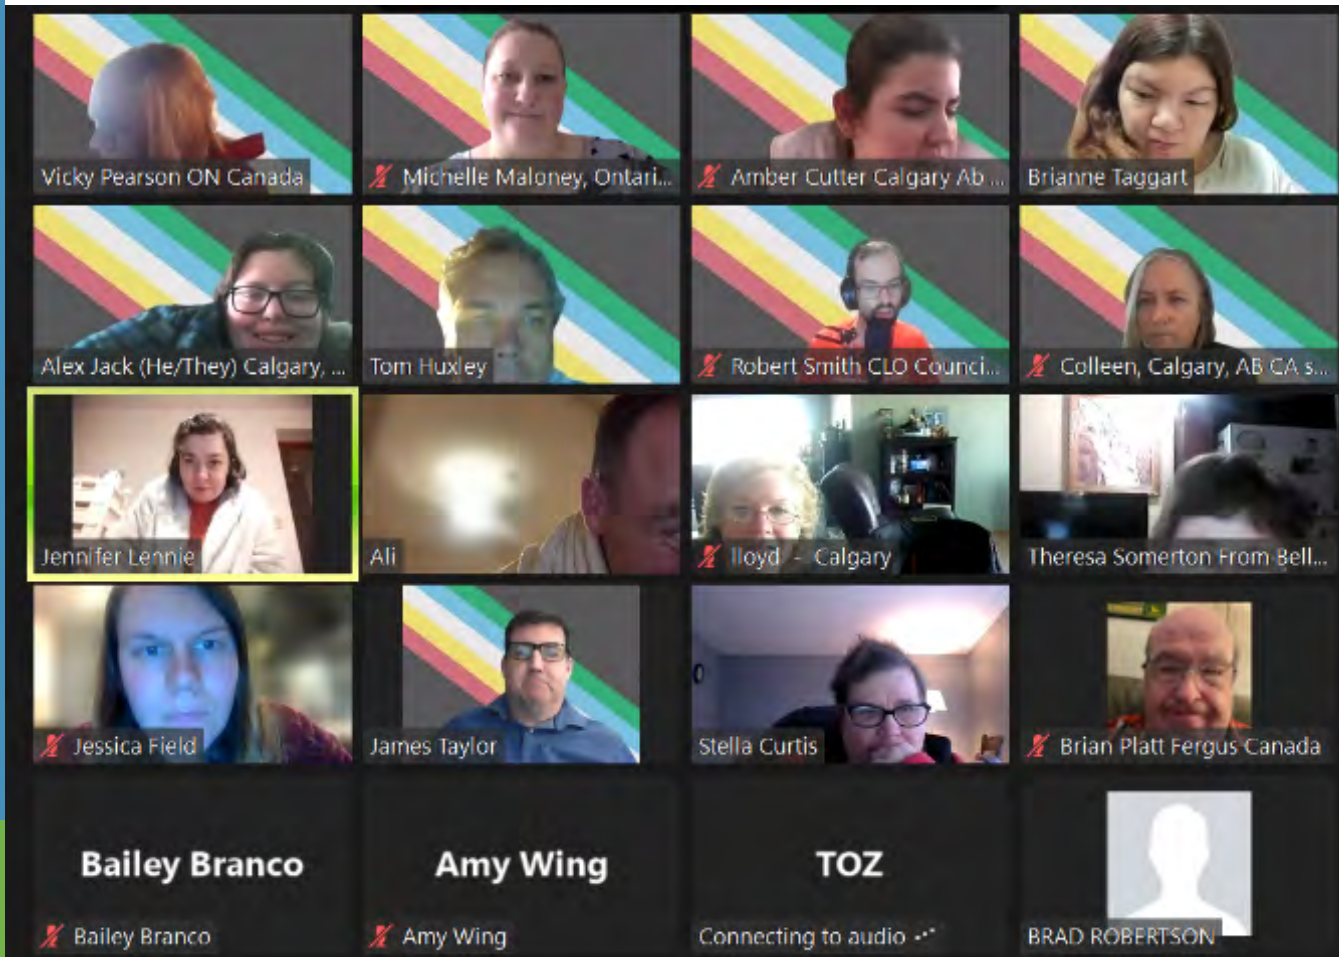 Vicky Pearson ON Canada
Michelle Maloney, Ontari...
Amber Cutter Calgary Ab ...
Brianne Taggart
Alex Jack (He/They) Calgary, ...
Tom Huxley
Robert Smith CLO Counci...
Colleen, Calgary, AB CA s...
Jennifer Lennie
Ali
lloyd - Calgary
Theresa Somerton From Bell...
Jessica Field
James Taylor
Stella Curtis
Brian Platt Fergus Canada
Bailey Branco
Amy Wing
TOZ
Bailey Branco
Amy Wing
Connecting to audio
BRAD ROBERTSON